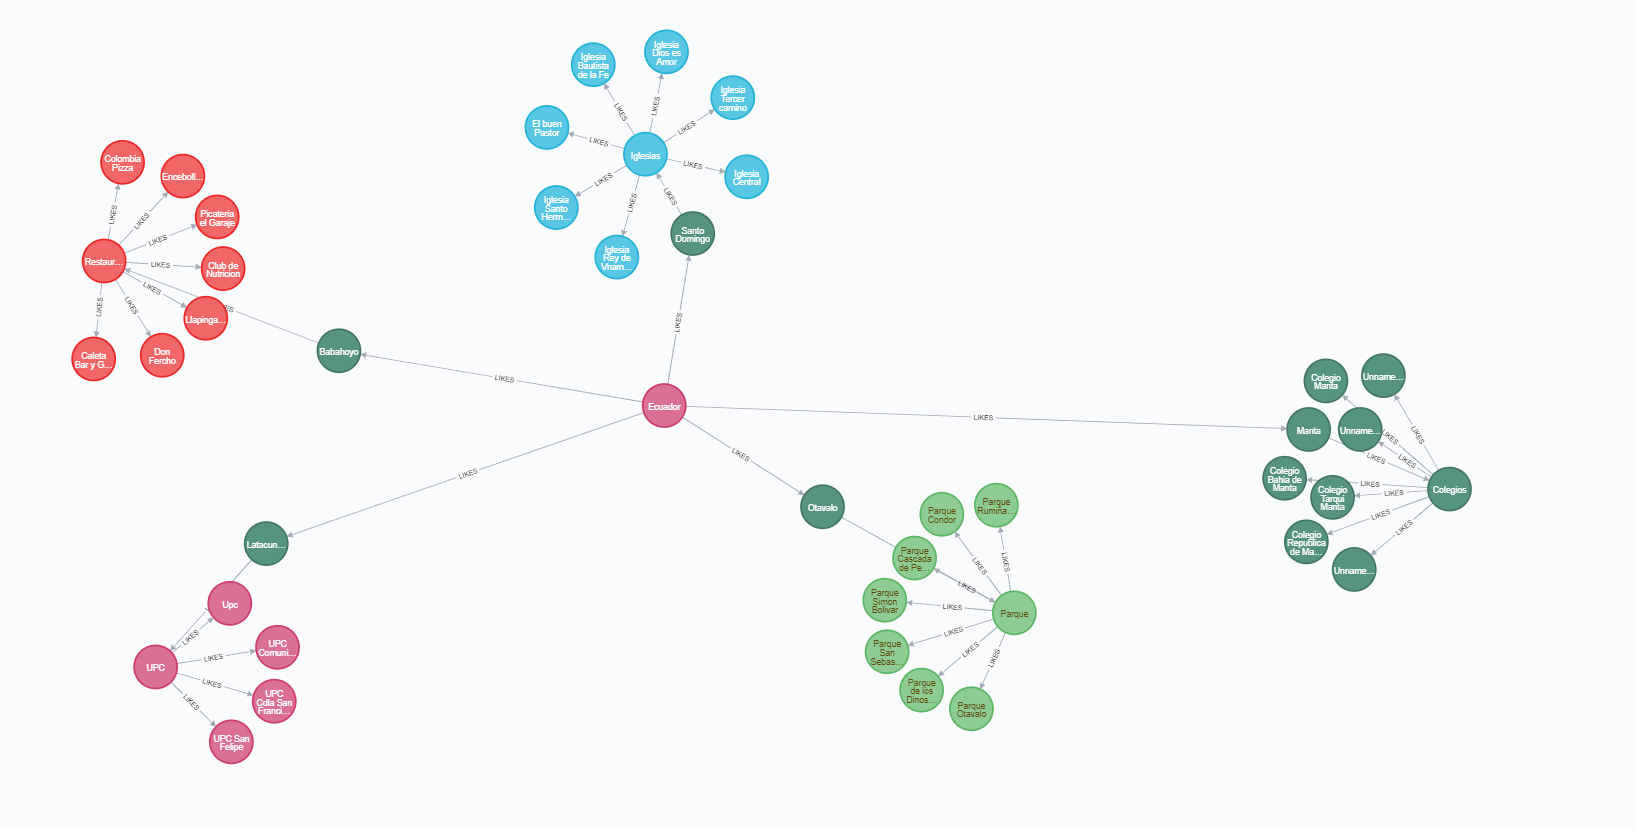 Iglesia
Dios es
Amor
Iglesia
Bautista
de la Fe
Iglesia
Tercer
camino
El buen
Pastor
Iglesias
Iglesia
Central
Iglesia
Santo
Herm...
Iglesia
Rey de
Vnam...
Santo
Domingo
LIKES
LIKES
LIKES
LIKES
LIKES
LIKES
LIKES
LIKES
LIKES
Colombia
Pizza
Enceboll...
Picateria
el Garaje
Restaur...
Club de
Nutricion
Llapinga...
Caleta
Bar y G...
Don
Fercho
LIKES
LIKES
LIKES
LIKES
LIKES
LIKES
LIKES
ES
Babahoyo
LIKES
Ecuador
LIKES
LIKES
LIKES
Manta
Colegio
Manta
Unname...
Unname...
Colegio
Bahia de
Manta
Colegio
Tarqui
Manta
Colegios
Colegio
Republica
de Ma...
Unname...
LIKES
LIKES
LIKES
LIKES
LIKES
LIKES
LIKES
LIKES
Otavalo
Parque
Condor
Parque
Rumiña...
Parque
Cascada
de Pe...
Parque
Simon
Bolivar
Parque
Parque
San
Sebas...
Parque
de los
Dinos...
Parque
Otavalo
LIKES
LIKES
LIKES
LIKES
LIKES
LIKES
LIKES
Latacun...
Upc
UPC
UPC
Comuni...
UPC
Cdla San
Franci...
UPC San
Felipe
LIKES
LIKES
LIKES
LIKES